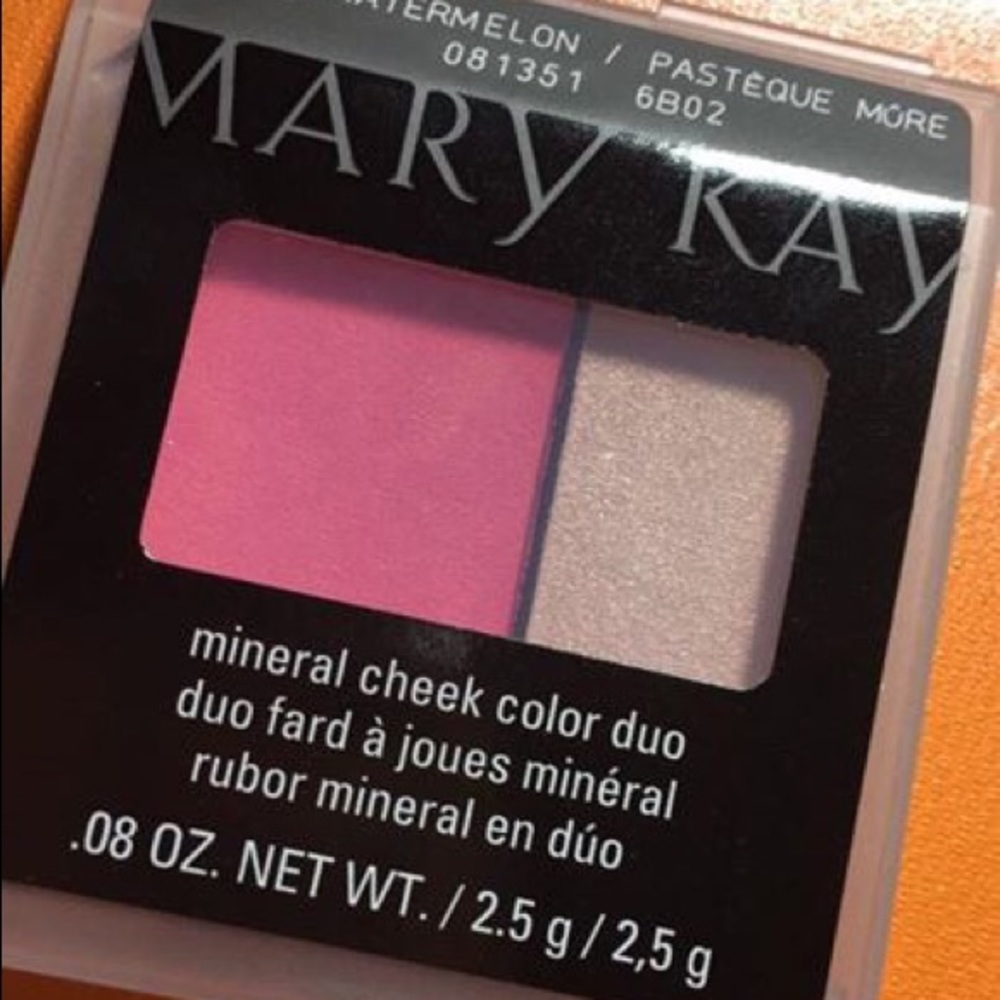 WATERMELON / PASTÈQUE MÛRE
081351 6B02
MARY KAY
mineral cheek color duo
duo fard à joues minéral
rubor mineral en dúo
.08 OZ. NET WT. / 2.5 g / 2,5 g